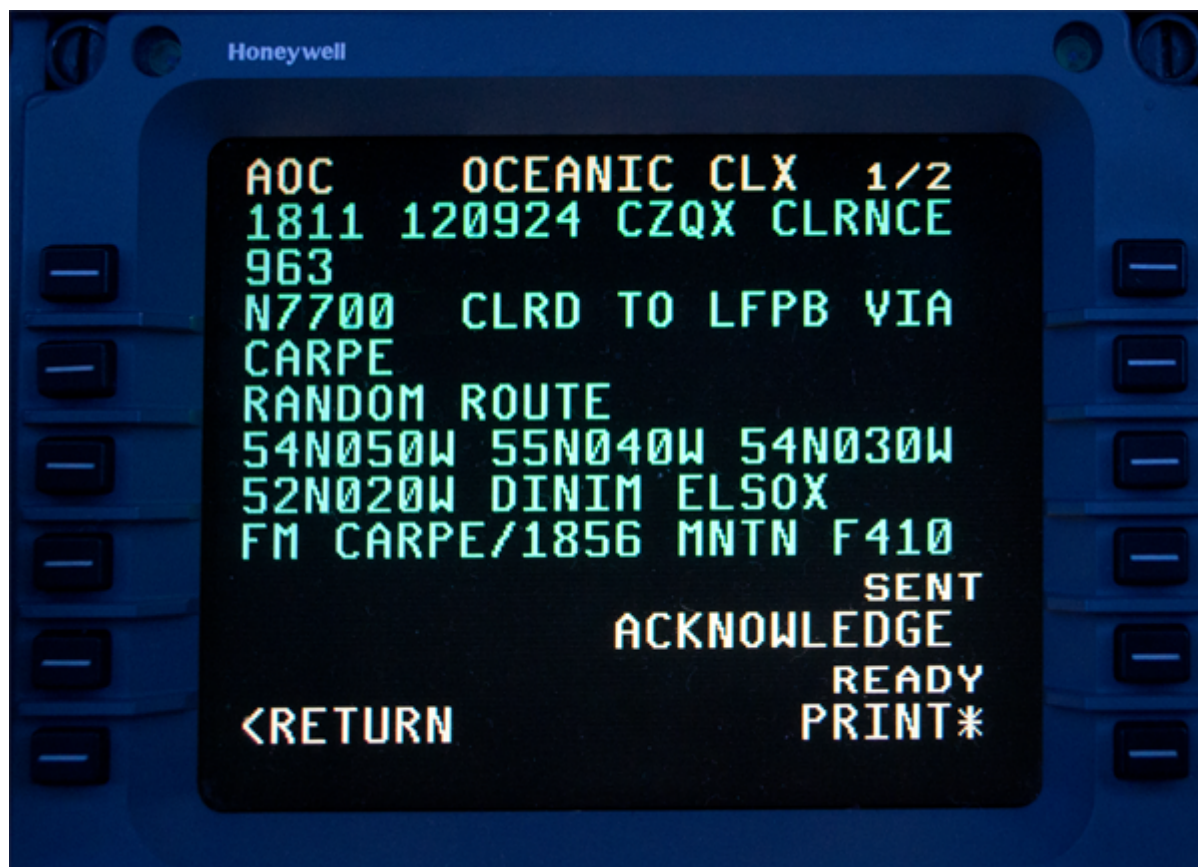 Honeywell
AOC OCEANIC CLX 1/2
1811 120924 CZQX CLRNCE
963
N7700 CLRD TO LFPB VIA
CARPE
RANDOM ROUTE
54N050W 55N040W 54N030W
52N020W DINIM ELSOX
FM CARPE/1856 MNTN F410
SENT
ACKNOWLEDGE
READY
<RETURN PRINT*